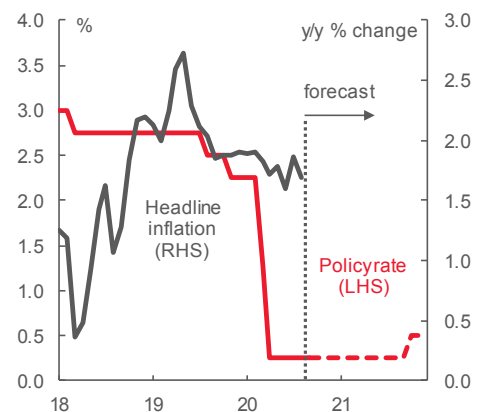 % y/y % change
4.0 3.0
3.5 2.5
3.0 2.0
2.5 1.5
2.0 1.0
1.5 0.5
1.0 0.0
0.5
0.0
forecast
Headline
inflation
(RHS)
Policyrate
(LHS)
18 19 20 21